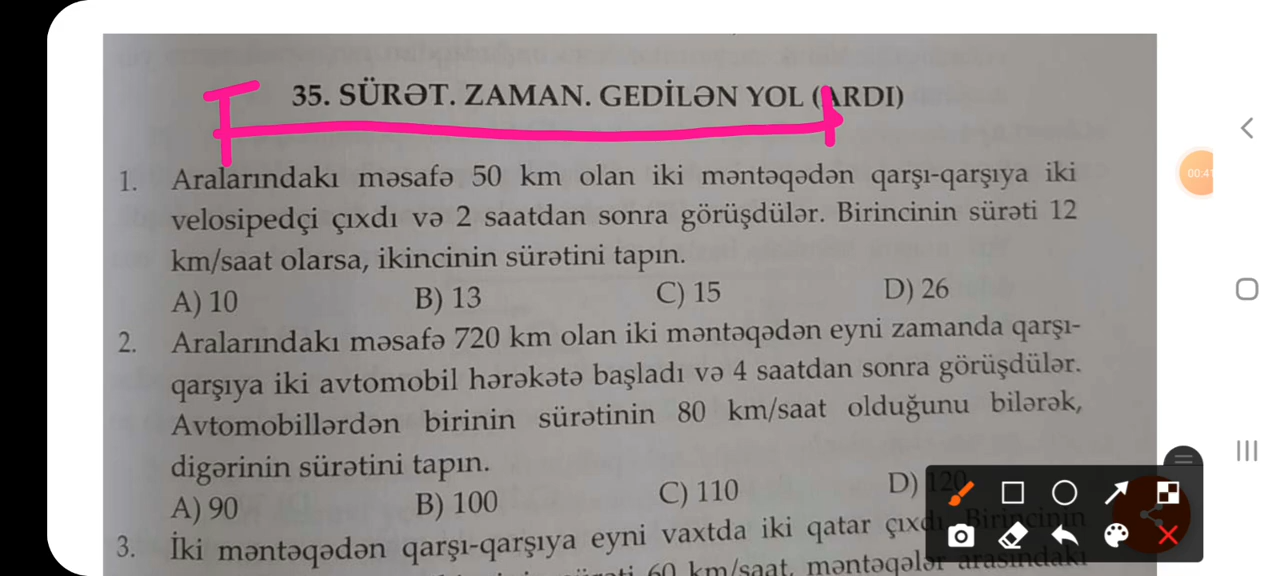 35. SÜRƏT. ZAMAN. GEDİLƏN YOL (ARDI)
1. Aralarındakı məsafə 50 km olan iki məntəqədən qarşı-qarşıya iki
velosipedçi çıxdı və 2 saatdan sonra görüşdülər. Birincinin sürəti 12
km/saat olarsa, ikincinin sürətini tapın.
A) 10 B) 13 C) 15 D) 26
2. Aralarındakı məsafə 720 km olan iki məntəqədən eyni zamanda qarşı-
qarşıya iki avtomobil hərəkətə başladı və 4 saatdan sonra görüşdülər.
Avtomobillərdən birinin sürətinin 80 km/saat olduğunu bilərək,
digərinin sürətini tapın.
A) 90 B) 100 C) 110 D) 120
3. İki məntəqədən qarşı-qarşıya eyni vaxtda iki qatar çıxdı. Birincinin
sürəti 60 km/saat, məntəqələr arasındakı
00:41